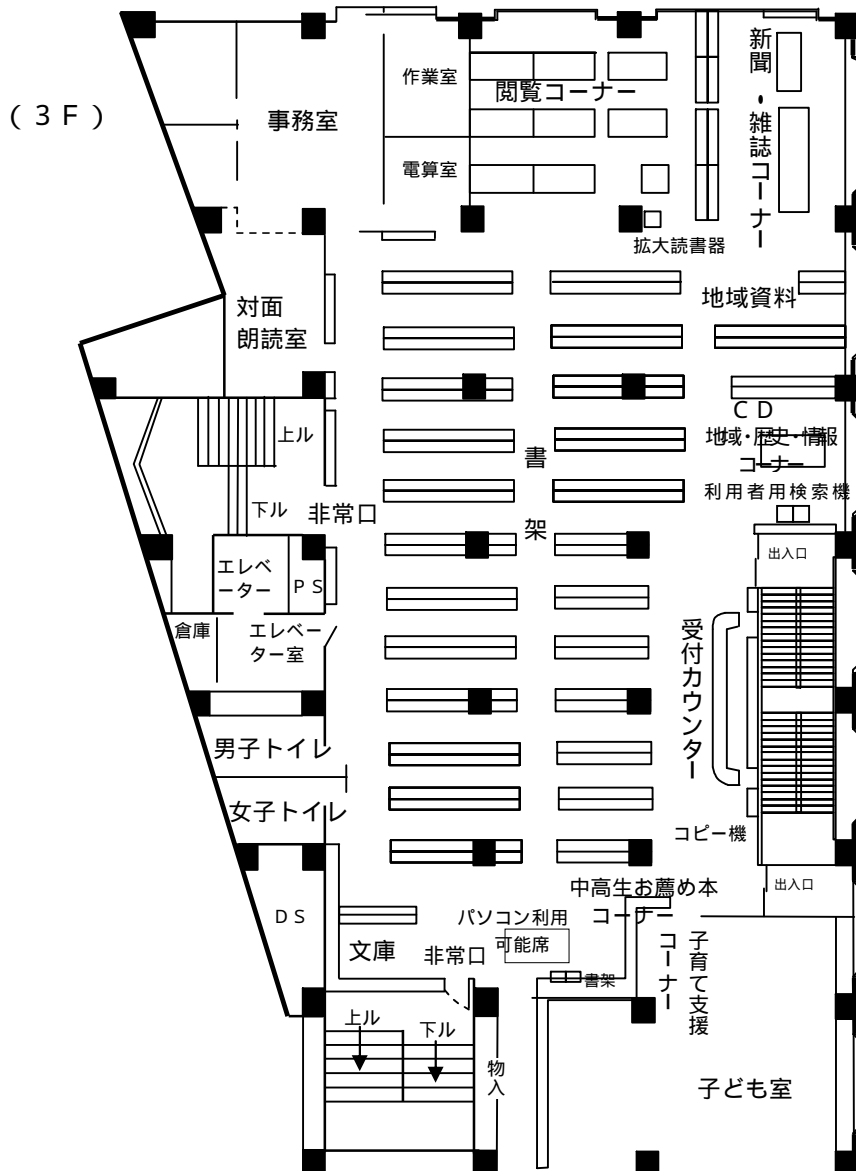 （３Ｆ）
事務室
作業室
電算室
閲覧コーナー
新聞・雑誌コーナー
拡大読書器
対面
朗読室
地域資料
ＣＤ
地域・歴史・情報
コーナー
利用者用検索機
上ル
下ル
非常口
書架
エレベ
ーター
ＰＳ
出入口
倉庫
エレベー
ター室
受付カウンター
男子トイレ
女子トイレ
コピー機
出入口
中高生お薦め本
コーナー
ＤＳ
文庫
パソコン利用
可能席
非常口
書架
子育て支援
コーナー
上ル
下ル
物入
子ども室